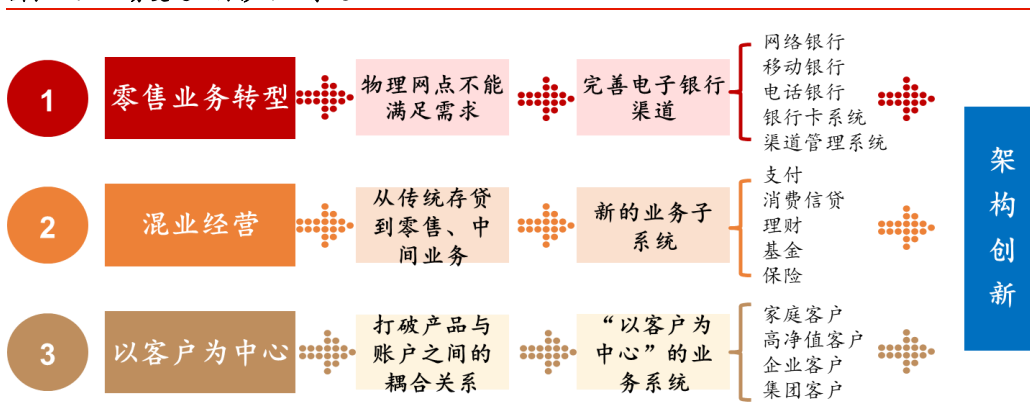 1
零售业务转型
物理网点不能
满足需求
完善电子银行
渠道
网络银行
移动银行
电话银行
银行卡系统
渠道管理系统
2
混业经营
从传统存贷
到零售、中
间业务
新的业务子
系统
支付
消费信贷
理财
基金
保险
3
以客户为中心
打破产品与
账户之间的
耦合关系
“以客户为
中心”的业
务系统
家庭客户
高净值客户
企业客户
集团客户
架
构
创
新